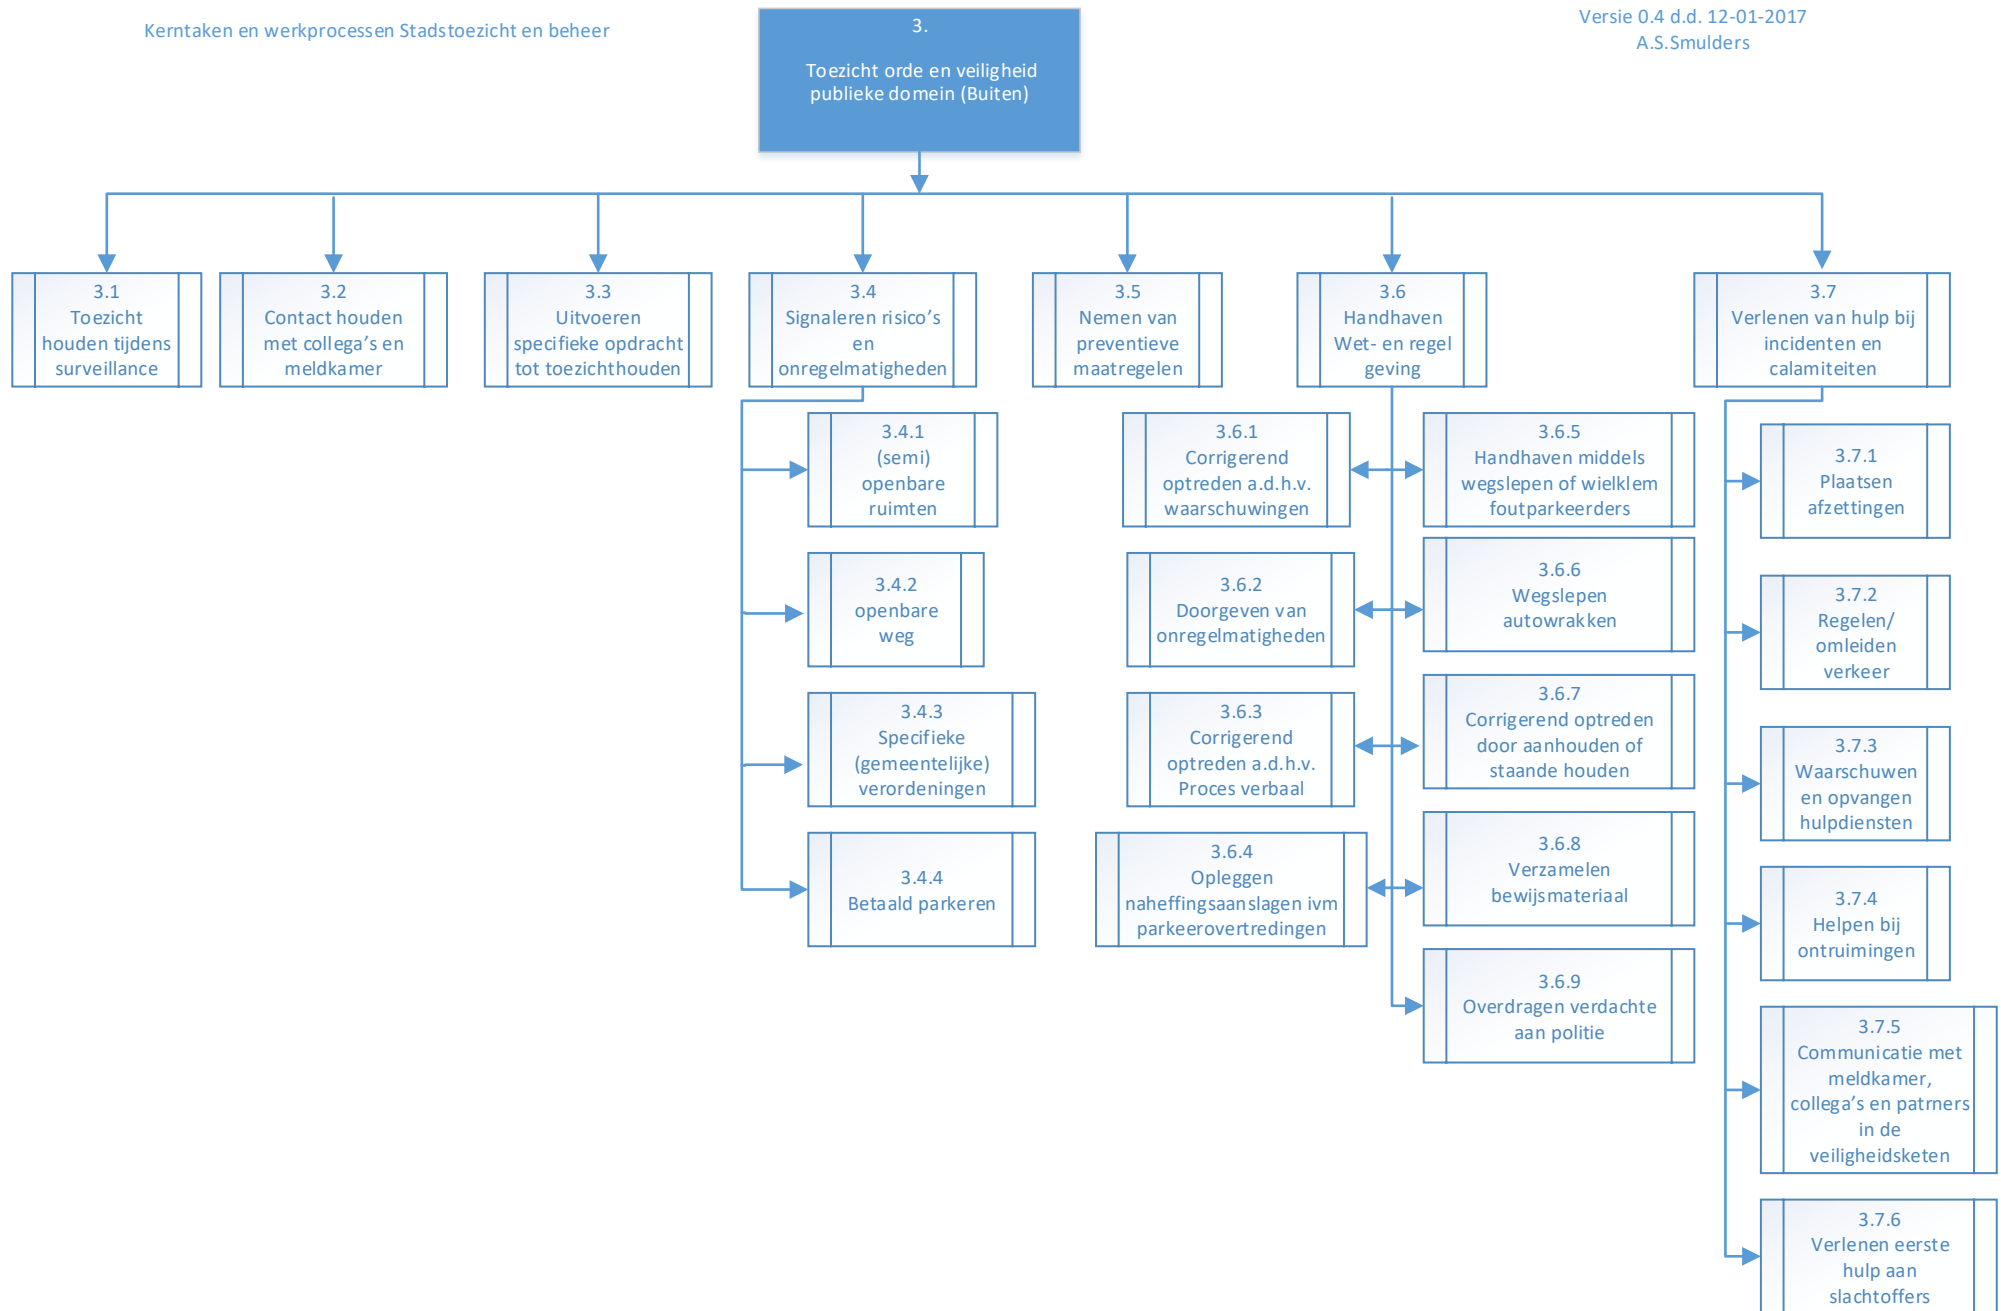 Kerntaken en werkprocessen Stadstoezicht en beheer
3.
Toezicht orde en veiligheid
publieke domein (Buiten)
Versie 0.4 d.d. 12-01-2017
A.S.Smulders
3.1
Toezicht
houden tijdens
surveillance
3.2
Contact houden
met collega's en
meldkamer
3.3
Uitvoeren
specifieke opdracht
tot toezichthouden
3.4
Signaleren risico's
en
onregelmatigheden
3.5
Nemen van
preventieve
maatregelen
3.6
Handhaven
Wet- en regel
geving
3.7
Verlenen van hulp bij
incidenten en
calamiteiten
3.4.1
(semi)
openbare
ruimten
3.4.2
openbare
weg
3.4.3
Specifieke
(gemeentelijke)
verordeningen
3.4.4
Betaald parkeren
3.6.1
Corrigerend
optreden a.d.h.v.
waarschuwingen
3.6.2
Doorgeven van
onregelmatigheden
3.6.3
Corrigerend
optreden a.d.h.v.
Proces verbaal
3.6.4
Opleggen
naheffingsaanslagen ivm
parkeerovertredingen
3.6.5
Handhaven middels
wegslepen of wielklem
foutparkeerders
3.6.6
Wegslepen
autowrakken
3.6.7
Corrigerend optreden
door aanhouden of
staande houden
3.6.8
Verzamelen
bewijsmateriaal
3.6.9
Overdragen verdachte
aan politie
3.7.1
Plaatsen
afzettingen
3.7.2
Regelen/
omleiden
verkeer
3.7.3
Waarschuwen
en opvangen
hulpdiensten
3.7.4
Helpen bij
ontruimingen
3.7.5
Communicatie met
meldkamer,
collega's en patrners
in de
veiligheidsketen
3.7.6
Verlenen eerste
hulp aan
slachtoffers